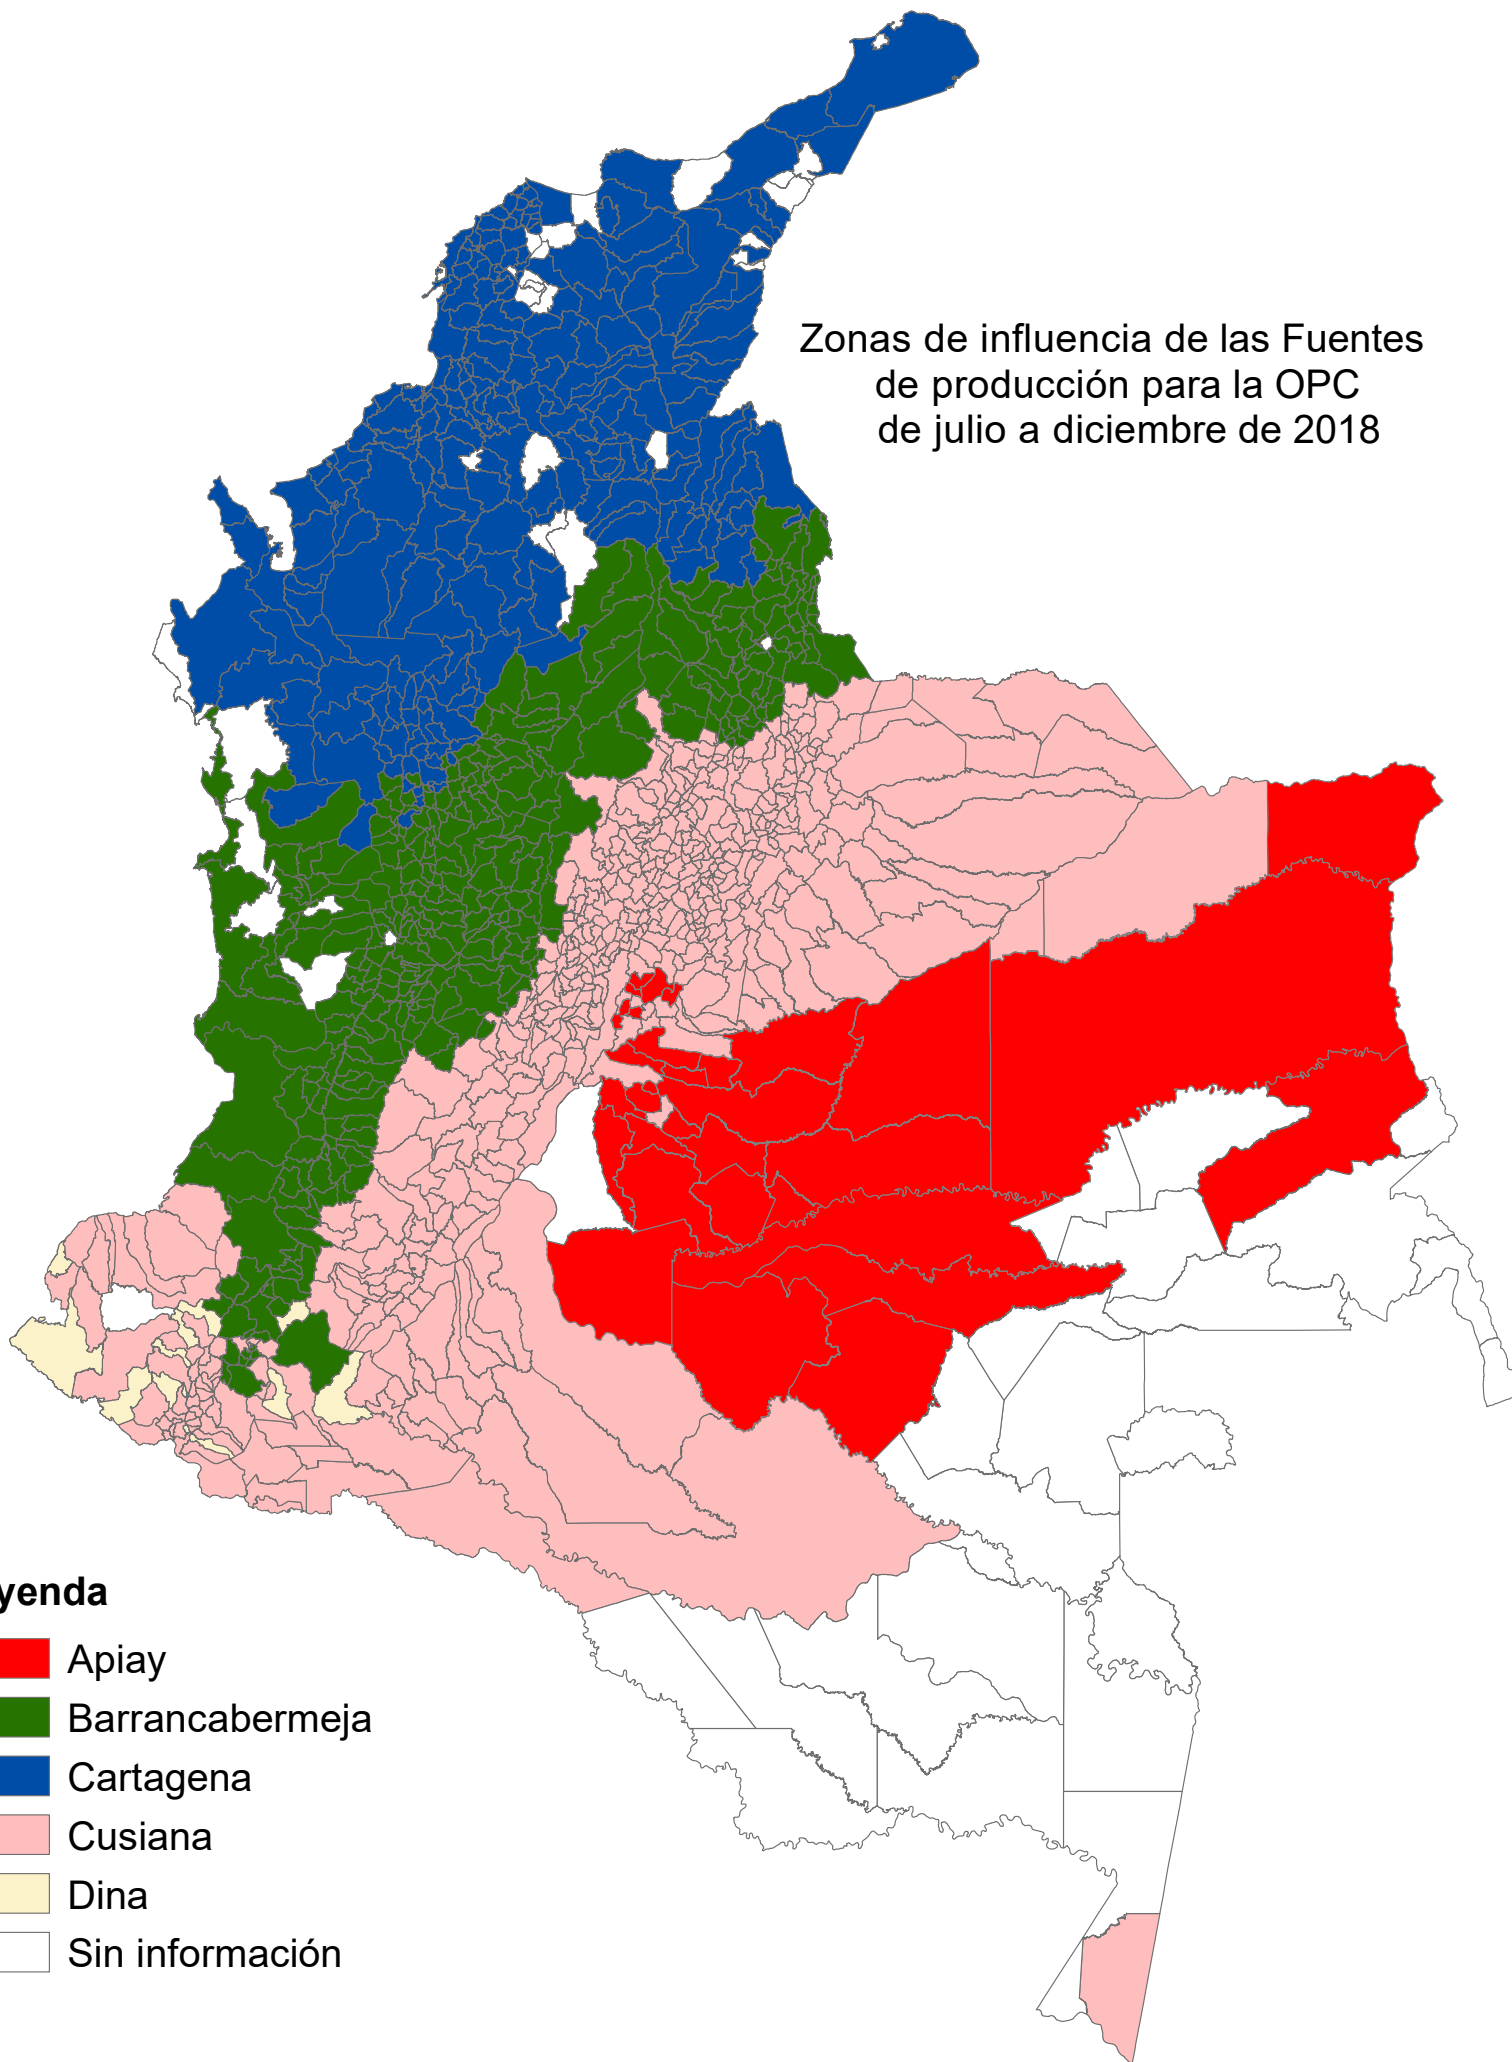 Zonas de influencia de las Fuentes
de producción para la OPC
de julio a diciembre de 2018
yenda
Apiay
Barrancabermeja
Cartagena
Cusiana
Dina
Sin información